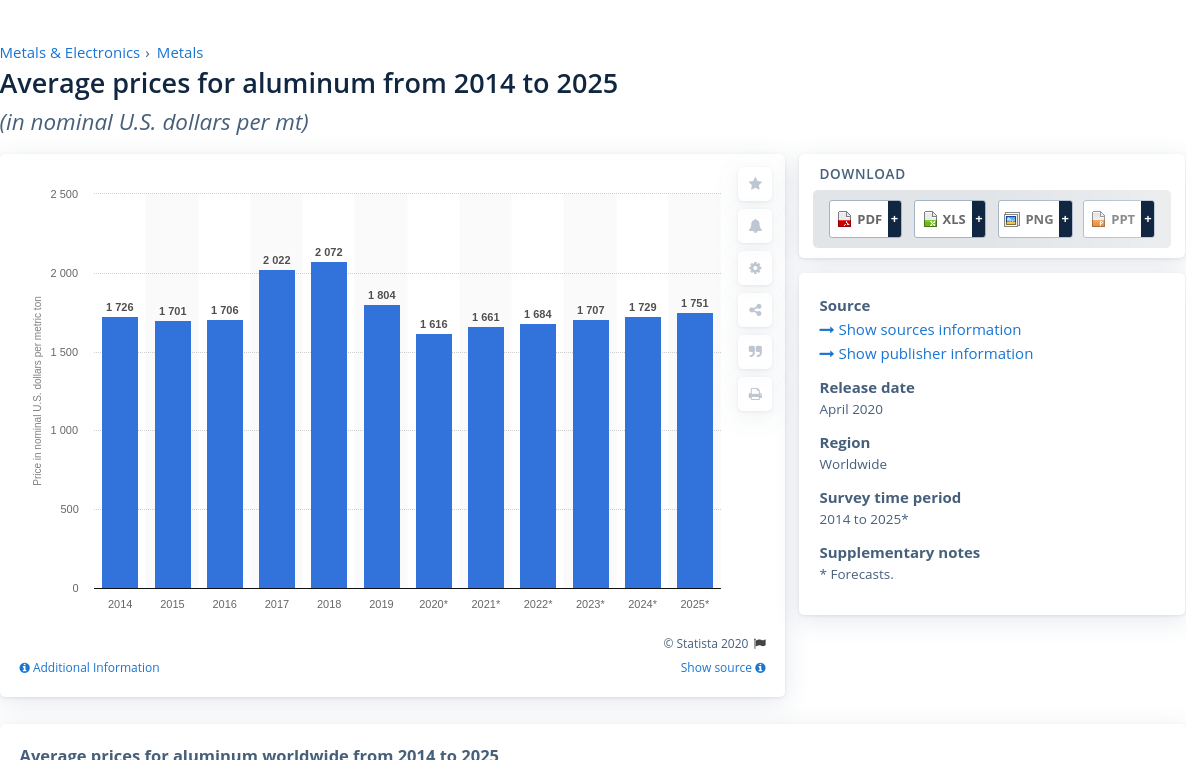 Metals & Electronics › Metals
Average prices for aluminum from 2014 to 2025
(in nominal U.S. dollars per mt)
Price in nominal U.S. dollars per metric ton
2 500
2 000
1 500
1 000
500
0
1 726
1 701
1 706
2 022
2 072
1 804
1 616
1 661
1 684
1 707
1 729
1 751
2014
2015
2016
2017
2018
2019
2020*
2021*
2022*
2023*
2024*
2025*
© Statista 2020
Additional Information
Show source
DOWNLOAD
PDF +
XLS +
PNG +
PPT +
Source
Show sources information
Show publisher information
Release date
April 2020
Region
Worldwide
Survey time period
2014 to 2025*
Supplementary notes
* Forecasts.
Average prices for aluminum worldwide from 2014 to 2025